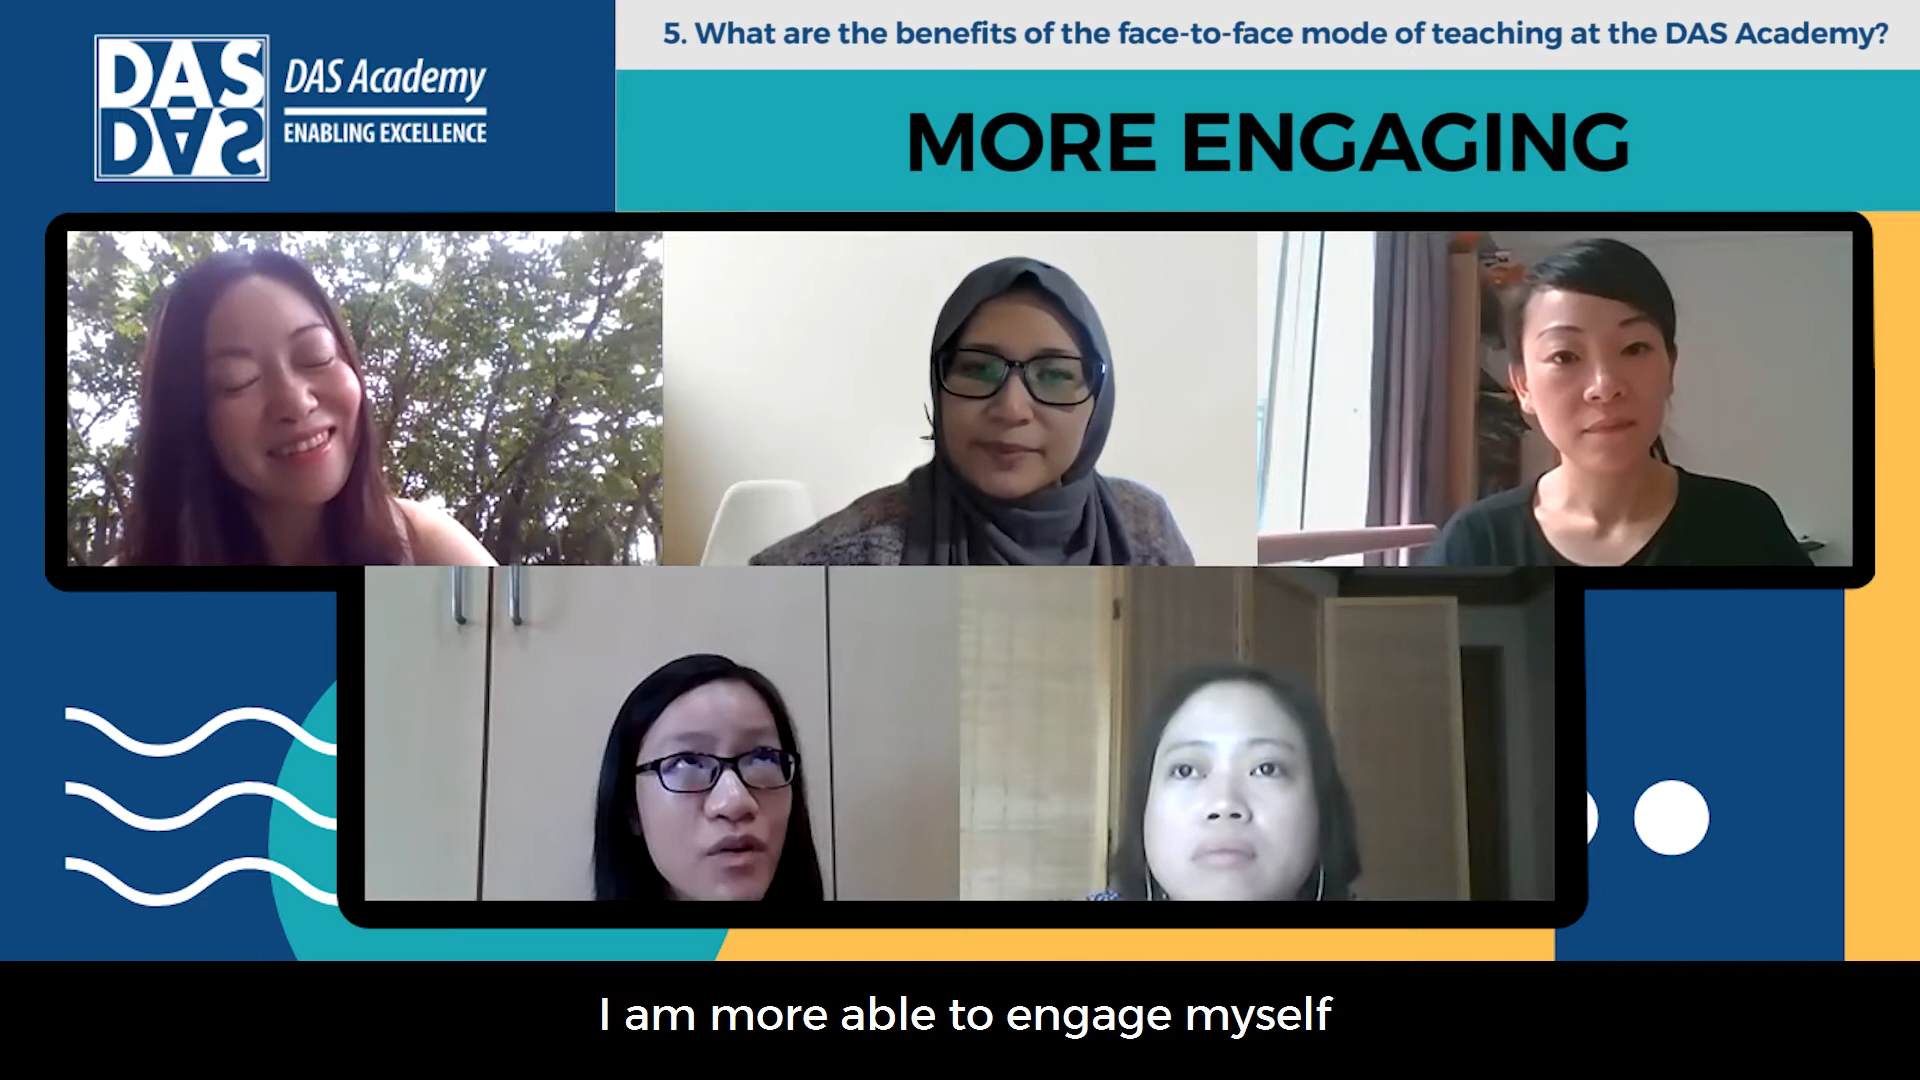 DAS
DAS
DAS Academy
ENABLING EXCELLENCE
5. What are the benefits of the face-to-face mode of teaching at the DAS Academy?
MORE ENGAGING
I am more able to engage myself